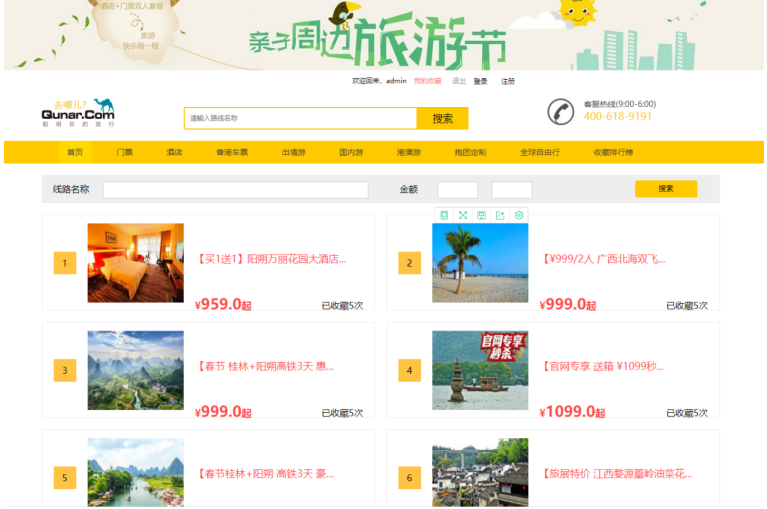 酒店+门票双人套餐
旅游
快乐每一程
亲子周边旅游节
欢迎回来，admin 我的收藏 退出 登录 注册
去哪儿?
Qunar.Com
聪明你的旅行
请输入路线名称 搜索
客服热线(9:00-6:00)
400-618-9191
首页 门票 酒店 香港车票 出境游 国内游 港澳游 抱团定制 全球自由行 收藏排行榜
线路名称 金额 搜索
1 【买1送1】阳朔万丽花园大酒店...
¥959.0起 已收藏5次
2 【¥999/2人 广西北海双飞...
¥999.0起 已收藏5次
3 【春节 桂林+阳朔高铁3天 惠...
¥999.0起 已收藏5次
官网专享
秒杀
4 【官网专享 送箱 ¥1099秒...
¥1099.0起 已收藏5次
5 【春节桂林+阳朔 高铁3天 豪...
6 【旅展特价 江西婺源篁岭油菜花...